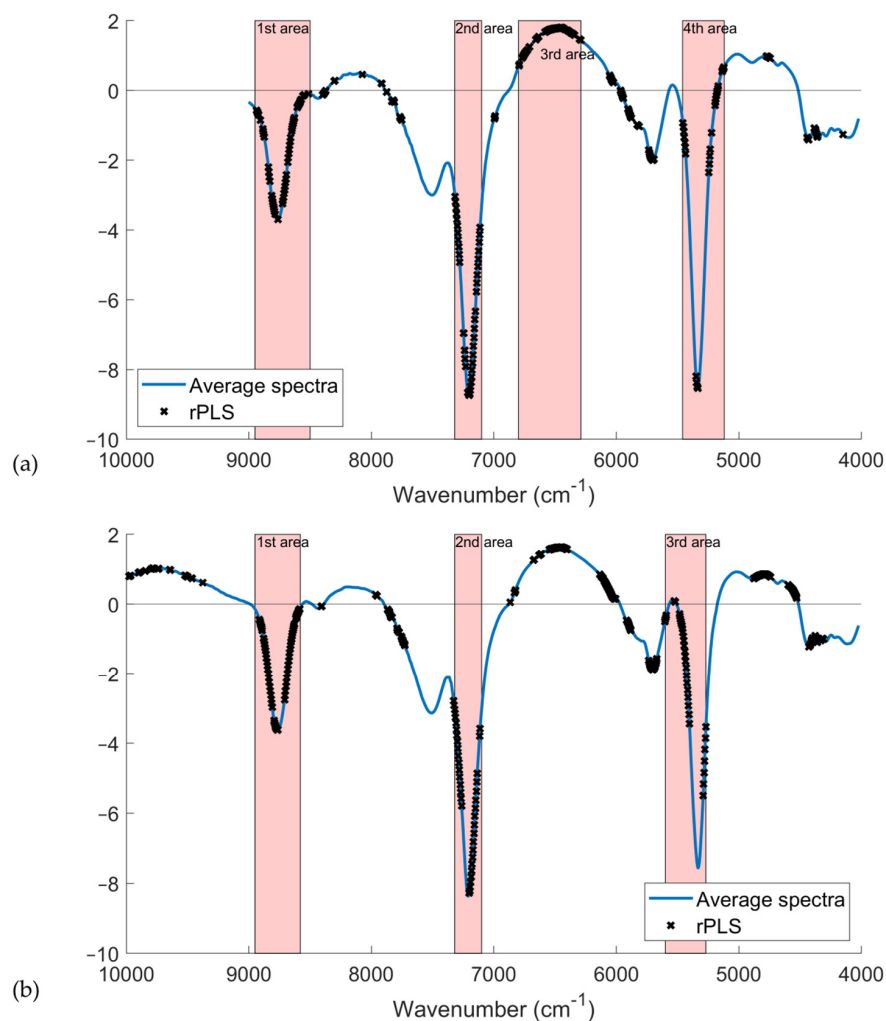 2
1st area
2nd area
4th area
3rd area
0
−2
−4
−6
−8
−10
Average spectra
rPLS
(a)
10000
9000
8000
7000
6000
5000
4000
Wavenumber (cm⁻¹)
2
1st area
2nd area
3rd area
0
−2
−4
−6
−8
−10
Average spectra
rPLS
(b)
10000
9000
8000
7000
6000
5000
4000
Wavenumber (cm⁻¹)